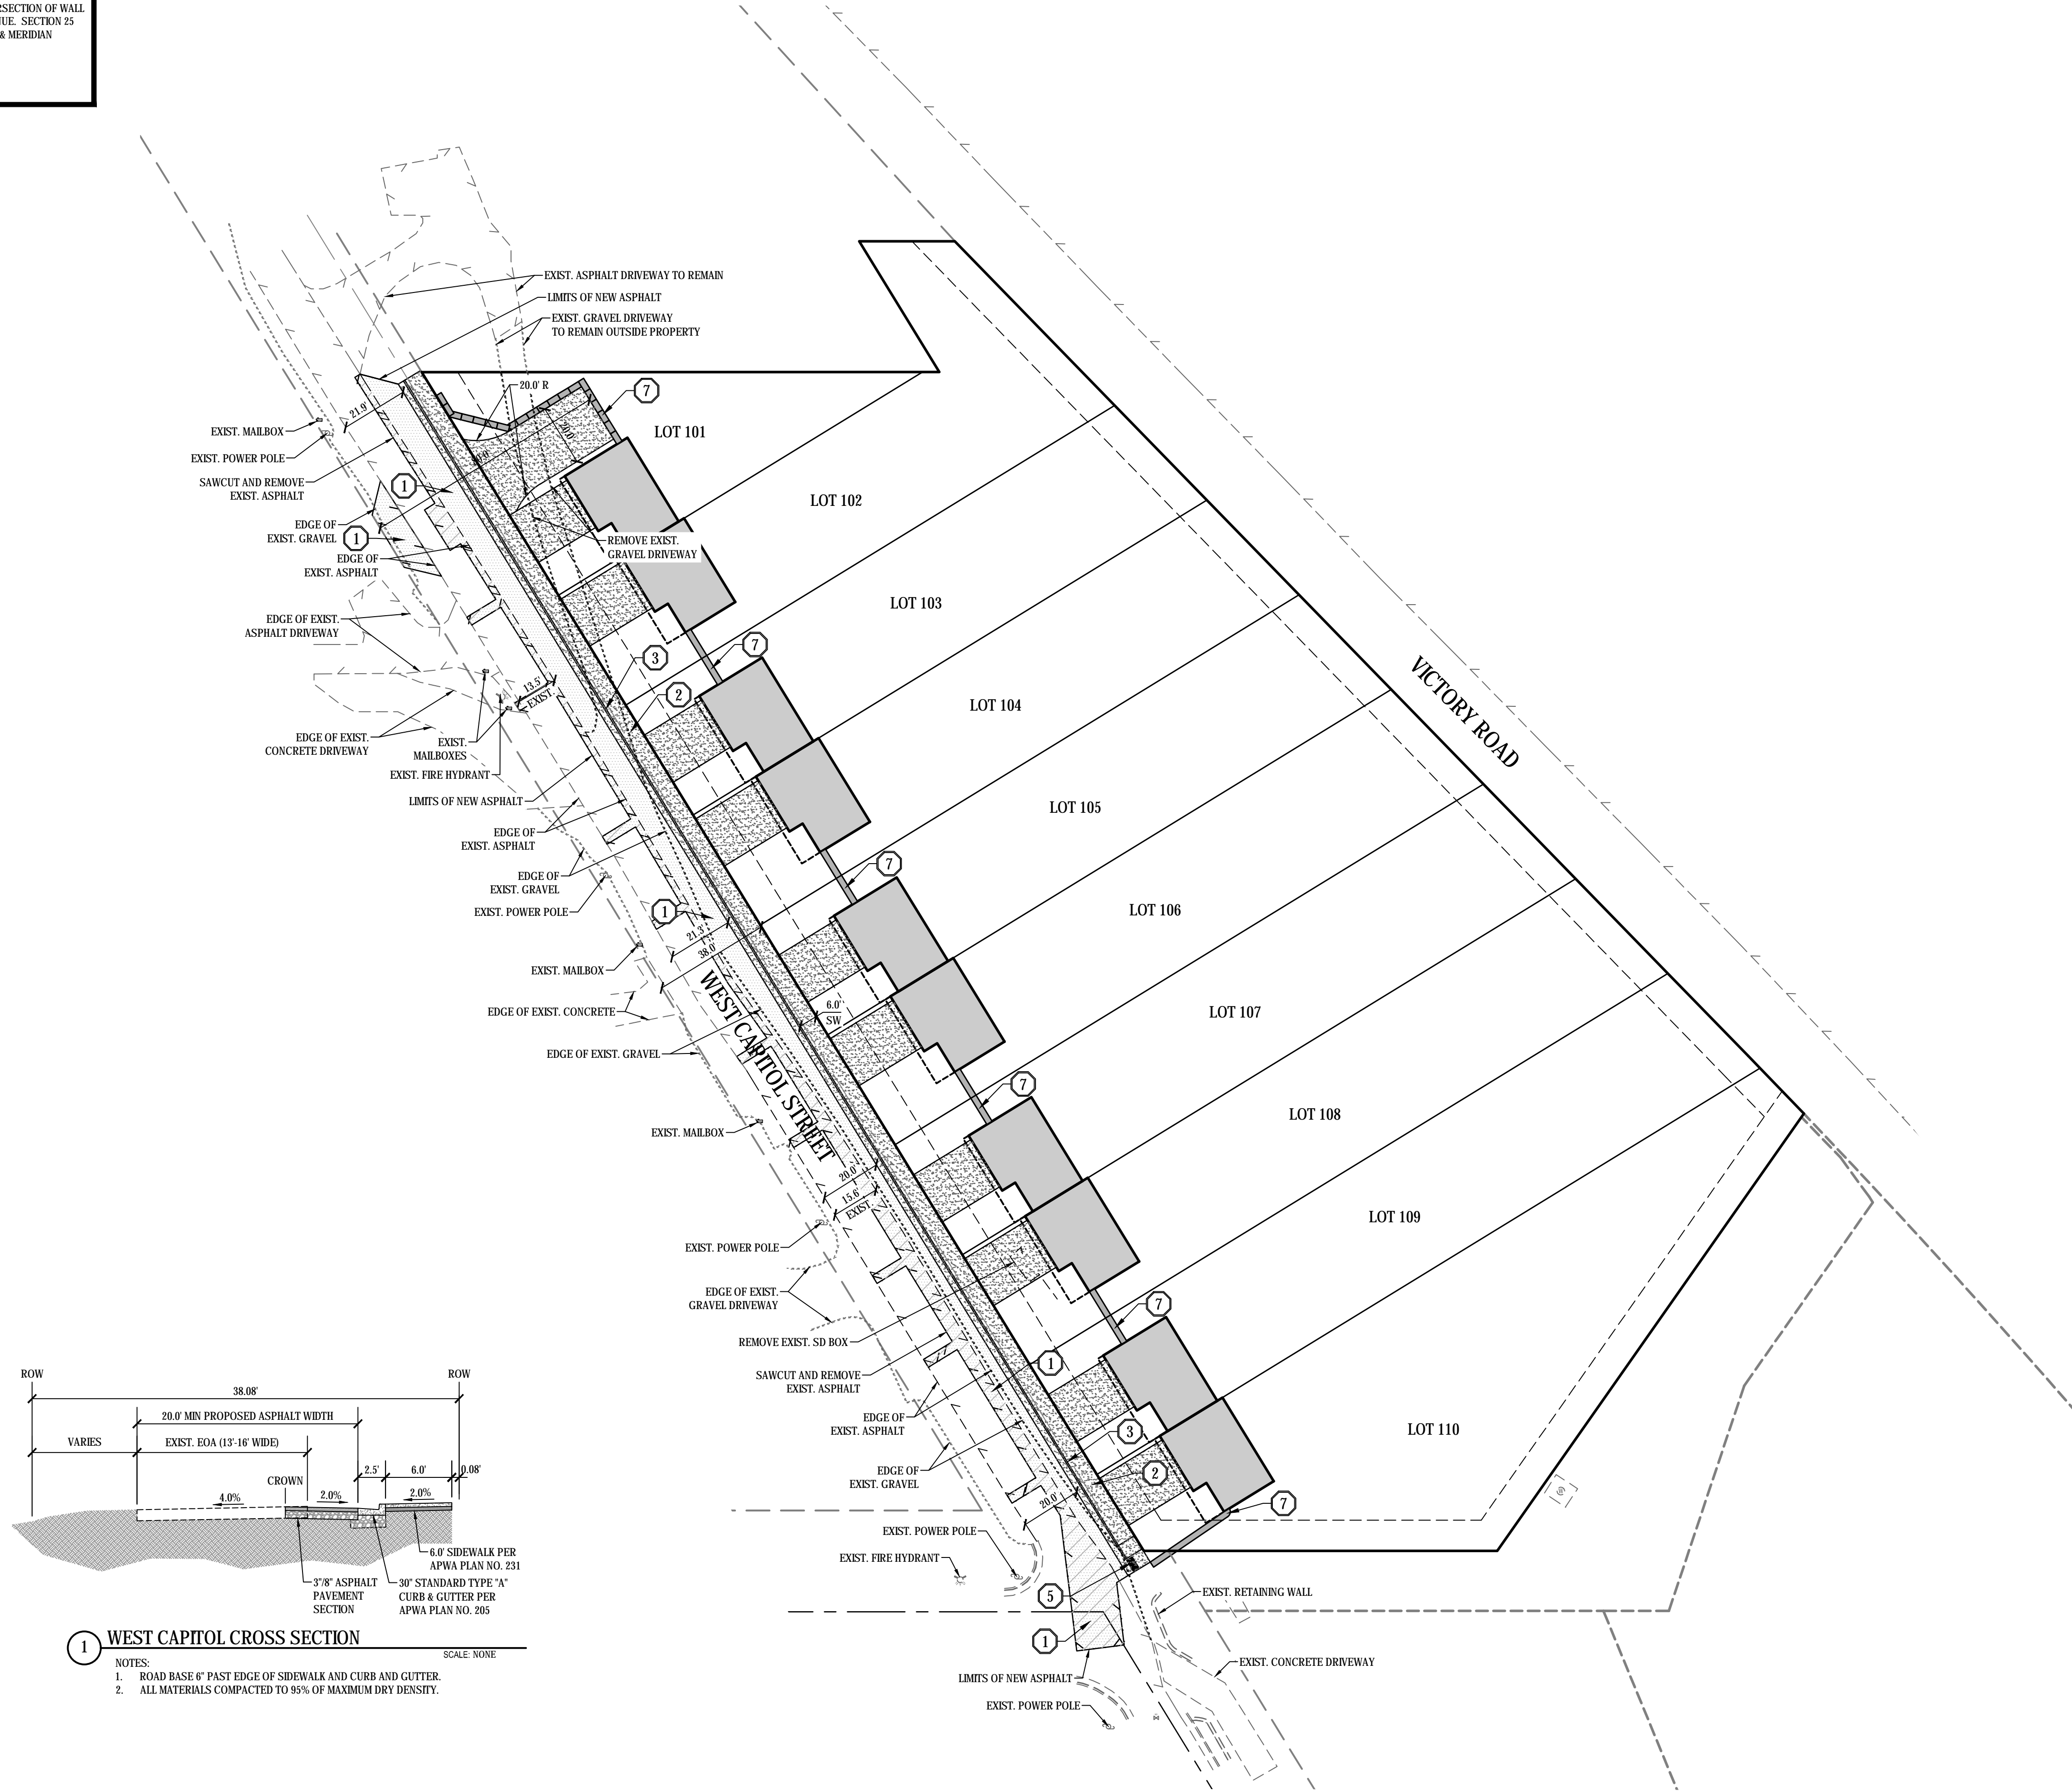 RSECTION OF WALL
NUE. SECTION 25
& MERIDIAN
EXIST. ASPHALT DRIVEWAY TO REMAIN
LIMITS OF NEW ASPHALT
EXIST. GRAVEL DRIVEWAY
TO REMAIN OUTSIDE PROPERTY
20.0' R
7
21.9'
EXIST. MAILBOX
EXIST. POWER POLE
SAWCUT AND REMOVE
EXIST. ASPHALT
20.0'
LOT 101
1
EDGE OF
EXIST. GRAVEL
1
EDGE OF
EXIST. ASPHALT
LOT 102
REMOVE EXIST.
GRAVEL DRIVEWAY
EDGE OF EXIST.
ASPHALT DRIVEWAY
LOT 103
7
3
2
13.5'
EXIST.
LOT 104
VICTORY ROAD
EDGE OF EXIST.
CONCRETE DRIVEWAY
EXIST.
MAILBOXES
EXIST. FIRE HYDRANT
LIMITS OF NEW ASPHALT
LOT 105
EDGE OF
EXIST. ASPHALT
EDGE OF
EXIST. GRAVEL
7
EXIST. POWER POLE
1
LOT 106
21.3'
38.0'
EXIST. MAILBOX
WEST CAPITOL STREET
EDGE OF EXIST. CONCRETE
6.0'
SW
LOT 107
EDGE OF EXIST. GRAVEL
7
EXIST. MAILBOX
LOT 108
20.0'
15.6'
EXIST.
LOT 109
EXIST. POWER POLE
EDGE OF EXIST.
GRAVEL DRIVEWAY
7
REMOVE EXIST. SD BOX
SAWCUT AND REMOVE
EXIST. ASPHALT
1
EDGE OF
EXIST. ASPHALT
3
LOT 110
EDGE OF
EXIST. GRAVEL
2
20.0'
7
EXIST. POWER POLE
EXIST. FIRE HYDRANT
5
EXIST. RETAINING WALL
1
LIMITS OF NEW ASPHALT
EXIST. CONCRETE DRIVEWAY
EXIST. POWER POLE
ROW
ROW
38.08'
20.0' MIN PROPOSED ASPHALT WIDTH
VARIES
EXIST. EOA (13'-16' WIDE)
2.5'
6.0'
0.08'
CROWN
4.0%
2.0%
2.0%
6.0' SIDEWALK PER
APWA PLAN NO. 231
3"/8" ASPHALT
PAVEMENT
SECTION
30" STANDARD TYPE "A"
CURB & GUTTER PER
APWA PLAN NO. 205
1
WEST CAPITOL CROSS SECTION
SCALE: NONE
NOTES:
1. ROAD BASE 6" PAST EDGE OF SIDEWALK AND CURB AND GUTTER.
2. ALL MATERIALS COMPACTED TO 95% OF MAXIMUM DRY DENSITY.